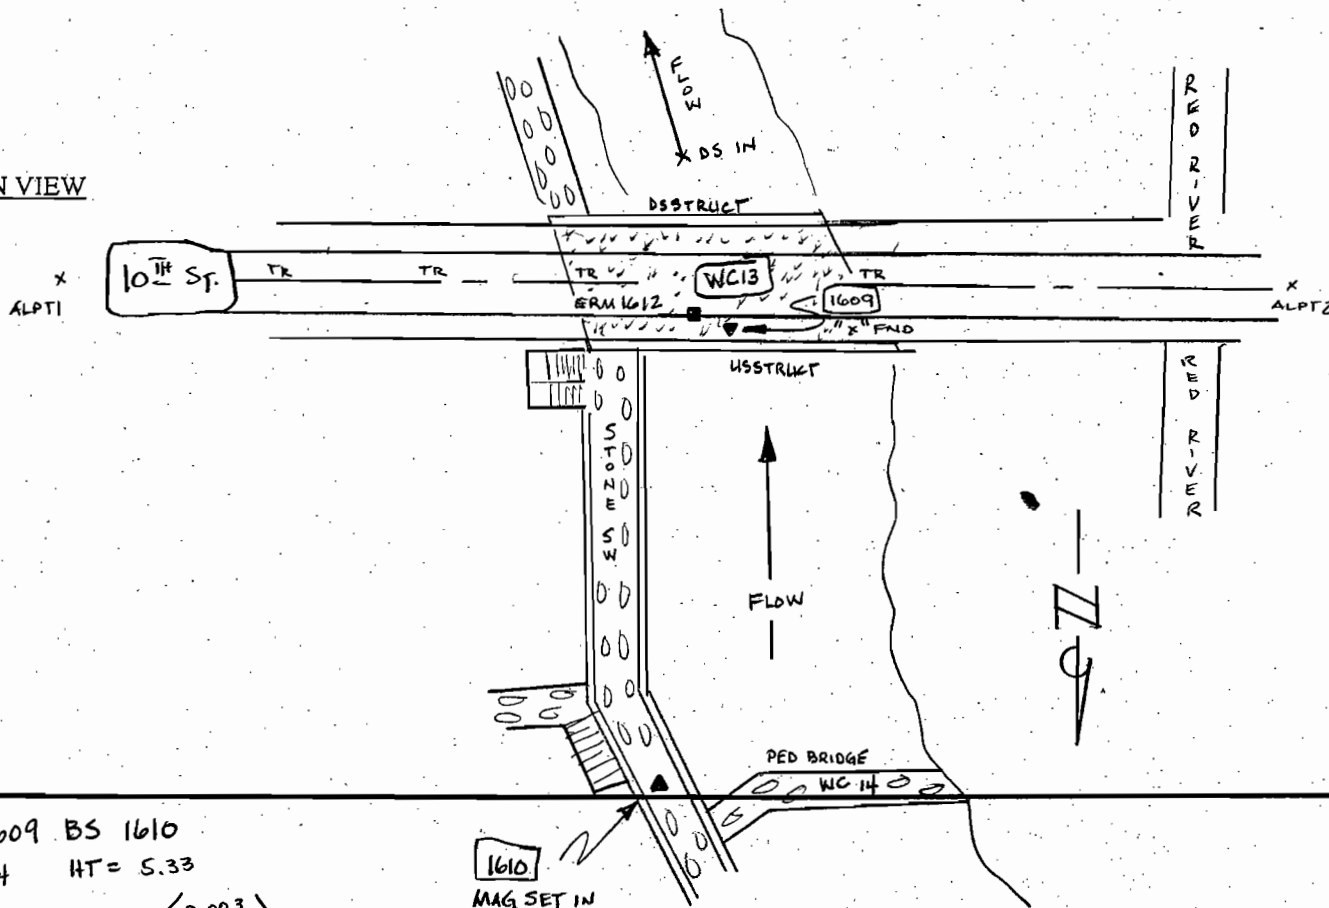 FLOW
DS IN
RED RIVER
N VIEW
DSSTRUCT
10TH ST.
TR
TR
TR
WC13
TR
ALPT1
ERM 1612
1609
ALPT2
"X" FND
USSTRUCT
RED RIVER
STONE SW
FLOW
N
PED BRIDGE
WC 14
609 BS 1610
4 HT = 5.33
1610
MAG SET IN